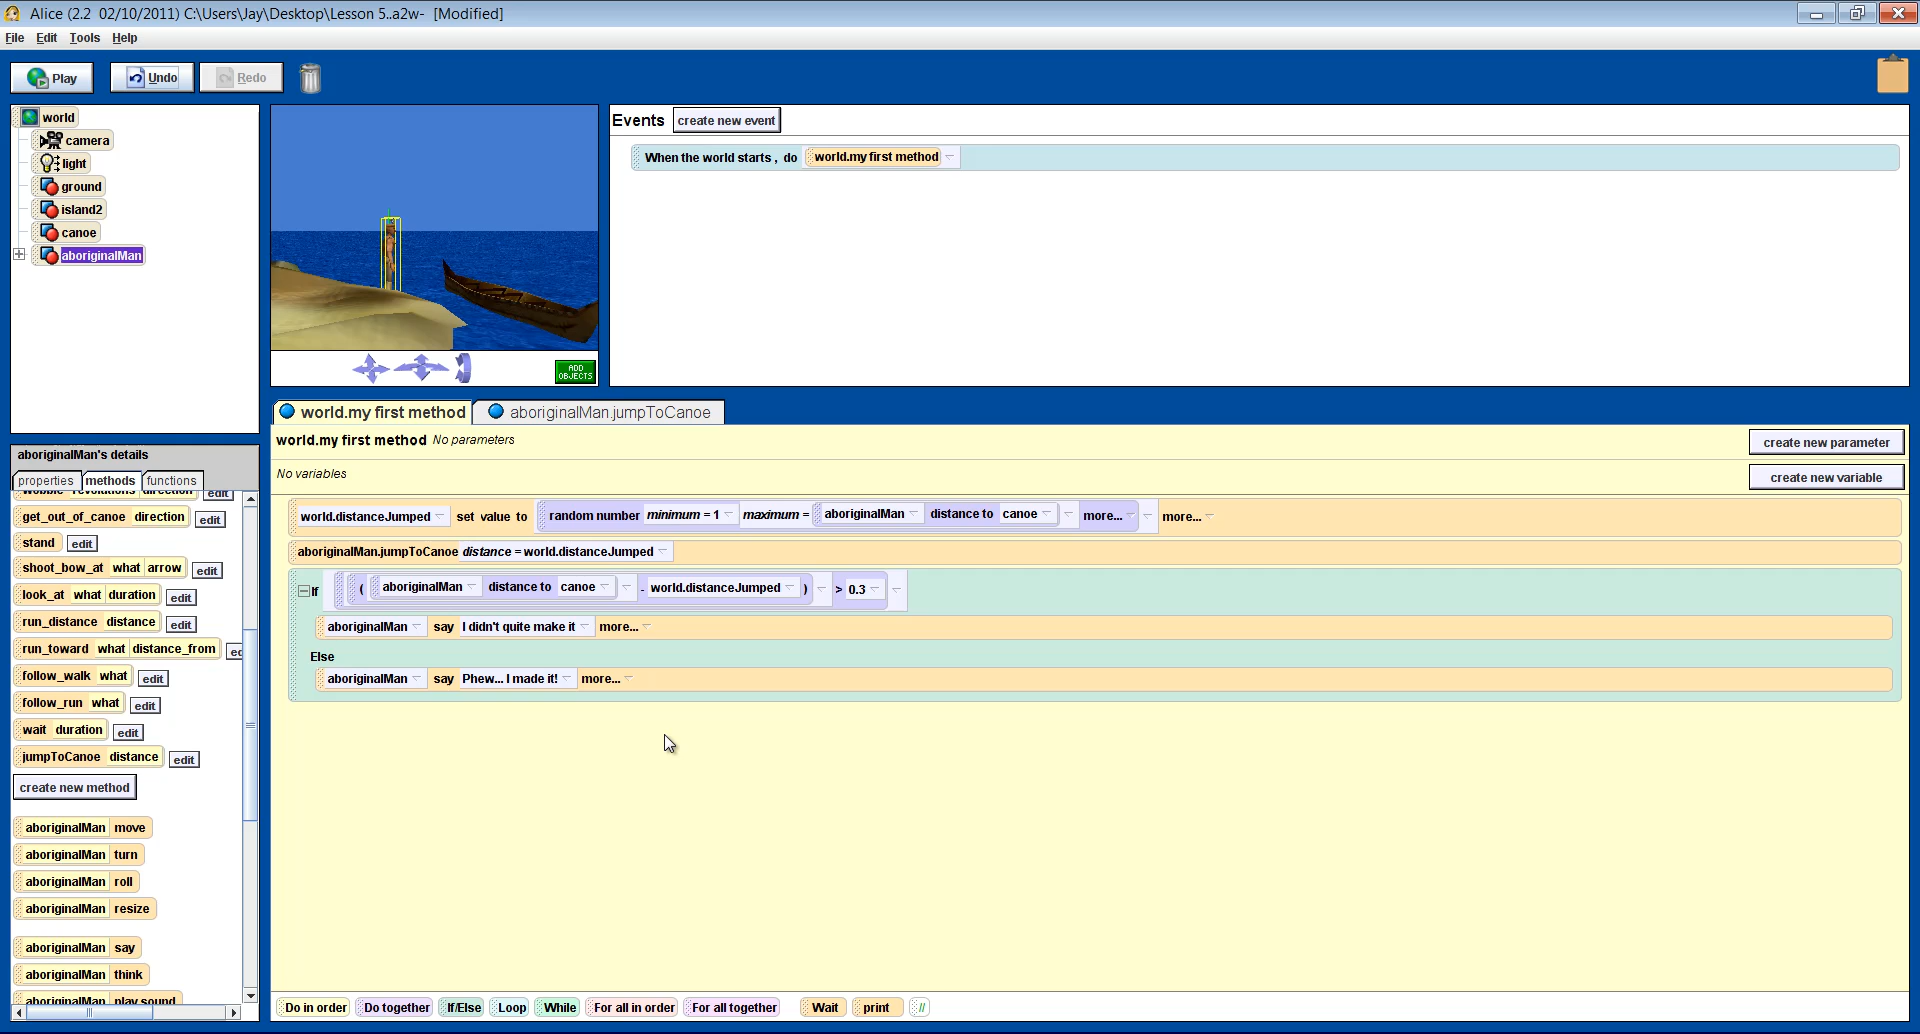 Alice (2.2 02/10/2011) C:\Users\Jay\Desktop\Lesson 5..a2w- [Modified]
File Edit Tools Help
Play Undo Redo
world
camera
light
ground
island2
canoe
aboriginalMan
ADD
OBJECTS
Events create new event
When the world starts , do world.my first method
aboriginalMan's details
properties methods functions
wobble revolutions direction edit
get_out_of_canoe direction edit
stand edit
shoot_bow_at what arrow edit
look_at what duration edit
run_distance distance edit
run_toward what distance_from
follow_walk what edit
follow_run what edit
wait duration edit
jumpToCanoe distance edit
create new method
aboriginalMan move
aboriginalMan turn
aboriginalMan roll
aboriginalMan resize
aboriginalMan say
aboriginalMan think
aboriginalMan play sound
world.my first method aboriginalMan.jumpToCanoe
world.my first method No parameters create new parameter
No variables create new variable
world.distanceJumped set value to random number minimum = 1 maximum = aboriginalMan distance to canoe more... more...
aboriginalMan.jumpToCanoe distance = world.distanceJumped
If ( aboriginalMan distance to canoe - world.distanceJumped ) > 0.3
aboriginalMan say I didn't quite make it more...
Else
aboriginalMan say Phew... I made it! more...
Do in order Do together If/Else Loop While For all in order For all together Wait print //